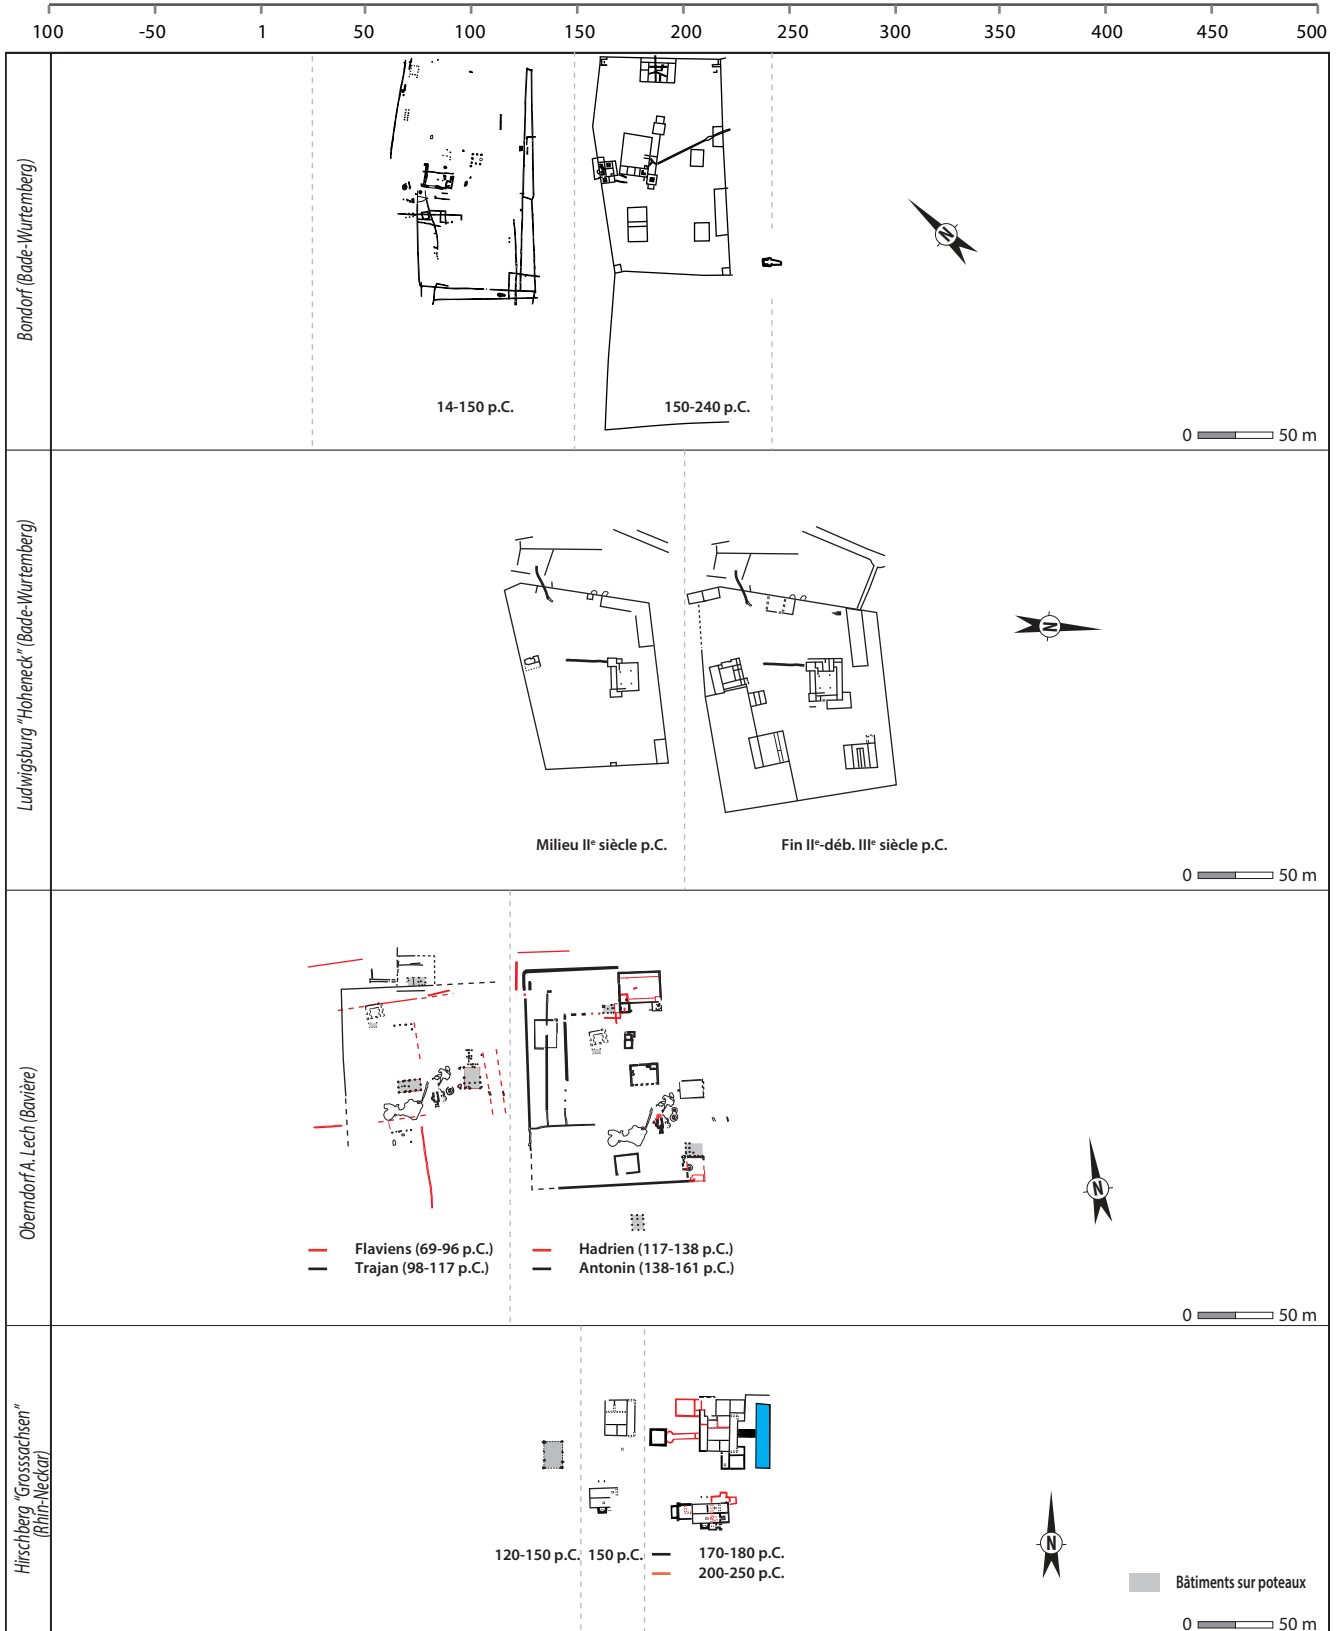 100 -50 1 50 100 150 200 250 300 350 400 450 500
Bondorf (Bade-Wurtemberg)
14-150 p.C. 150-240 p.C.
0 50 m
N
Ludwigsburg "Hoheneck" (Bade-Wurtemberg)
N
Milieu IIe siècle p.C. Fin IIe-déb. IIIe siècle p.C.
0 50 m
Oberndorf A. Lech (Bavière)
N
Flaviens (69-96 p.C.) Hadrien (117-138 p.C.)
Trajan (98-117 p.C.) Antonin (138-161 p.C.)
0 50 m
Hirschberg "Grosssachsen"
(Rhin-Neckar)
N
120-150 p.C. 150 p.C. 170-180 p.C.
200-250 p.C.
Bâtiments sur poteaux
0 50 m